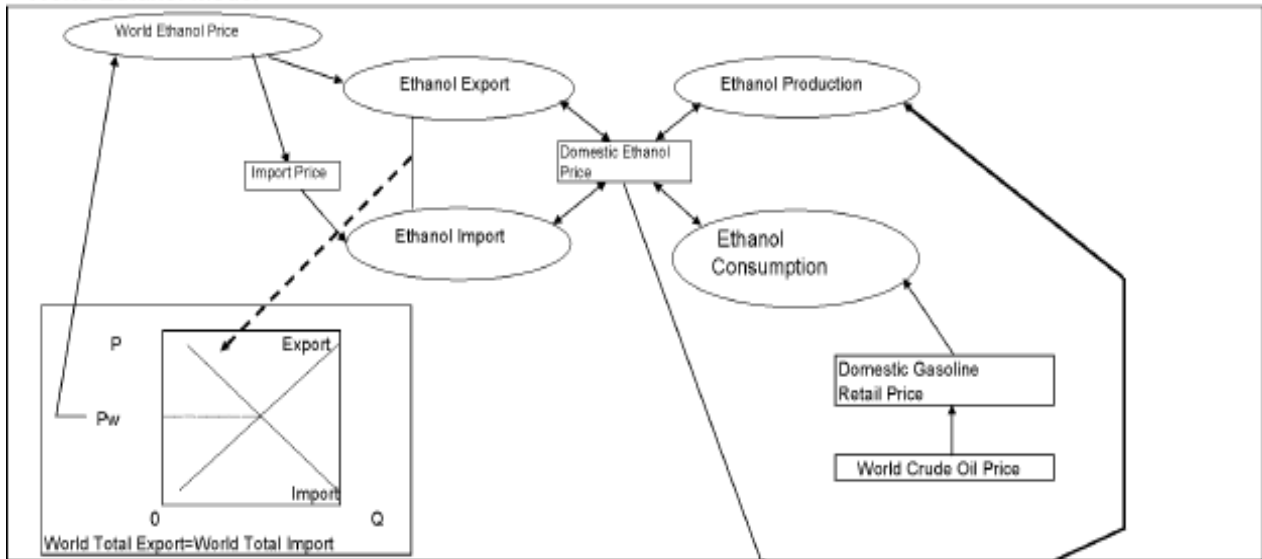 World Ethanol Price
Ethanol Export
Ethanol Production
Domestic Ethanol
Price
Import Price
Ethanol Import
Ethanol
Consumption
P
Export
Domestic Gasoline
Retail Price
Pw
World Crude Oil Price
Import
0
Q
World Total Export=World Total Import